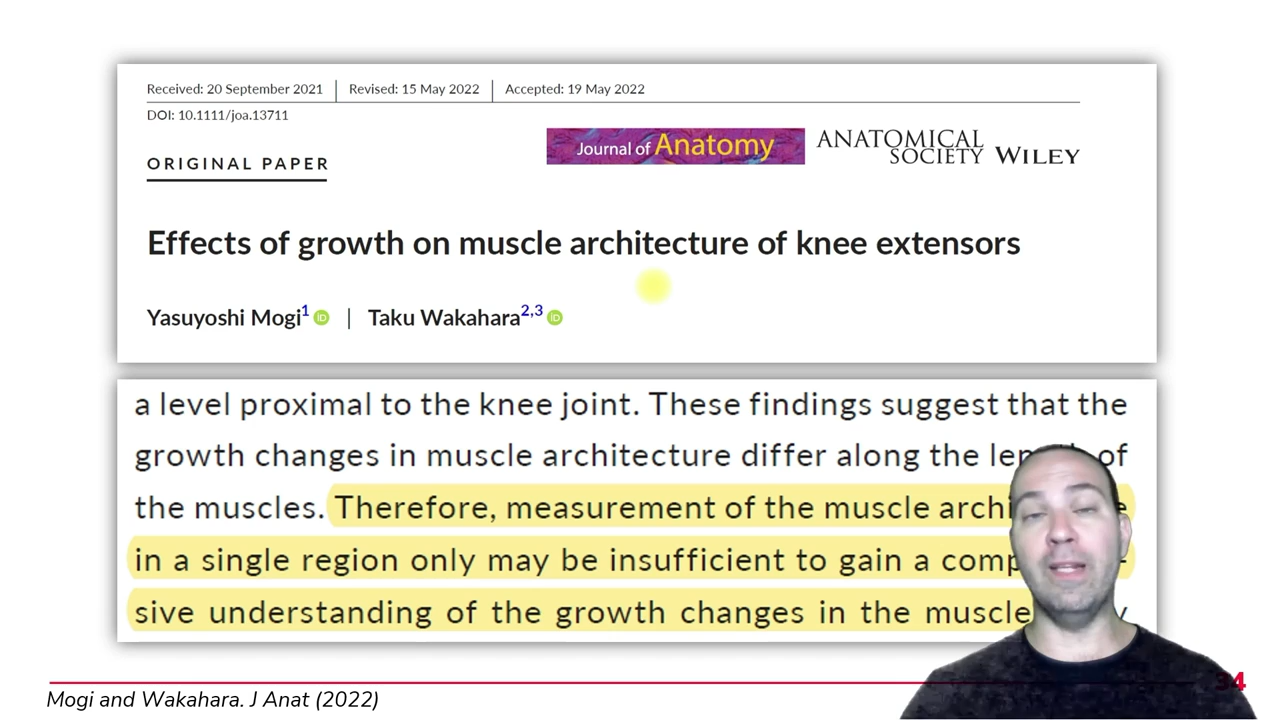 Received: 20 September 2021 | Revised: 15 May 2022 | Accepted: 19 May 2022
DOI: 10.1111/joa.13711
Journal of Anatomy ANATOMICAL SOCIETY WILEY
ORIGINAL PAPER
Effects of growth on muscle architecture of knee extensors
Yasuyoshi Mogi1 iD | Taku Wakahara2,3 iD
a level proximal to the knee joint. These findings suggest that the
growth changes in muscle architecture differ along the of
the muscles. Therefore, measurement of the muscle
in a single region only may be insufficient to gain a
sive understanding of the growth changes in the muscle
34
Mogi and Wakahara. J Anat (2022)